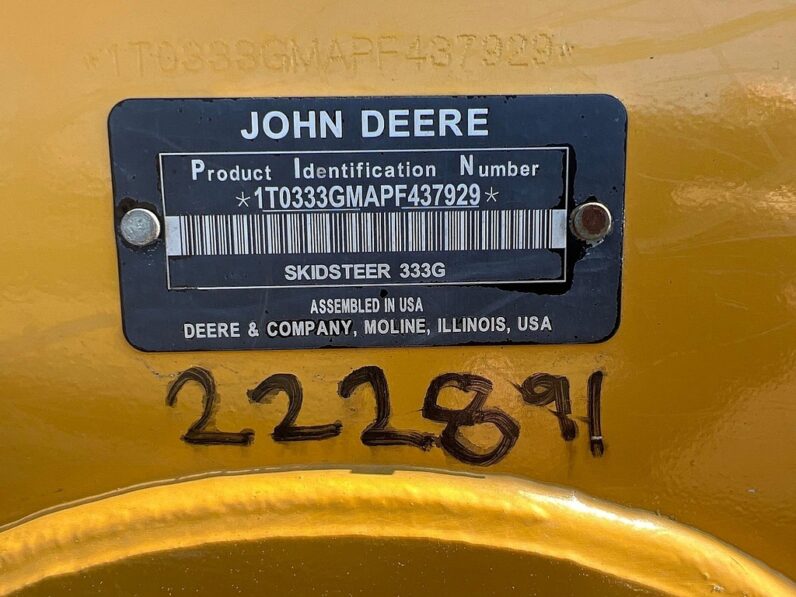 *1T0333GMAPF437929*
JOHN DEERE
Product Identification Number
*1T0333GMAPF437929*
SKIDSTEER 333G
ASSEMBLED IN USA
DEERE & COMPANY, MOLINE, ILLINOIS, USA
222891